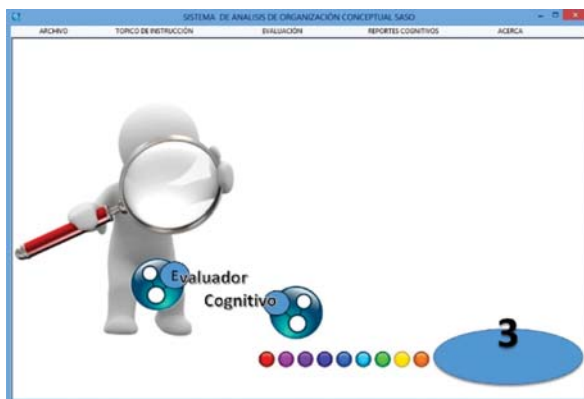 SISTEMA DE ANALISIS DE ORGANIZACIÓN CONCEPTUAL SASO
ARCHIVO TOPICO DE INSTRUCCIÓN EVALUACIÓN REPORTES COGNITIVOS ACERCA
Evaluador
Cognitivo
3